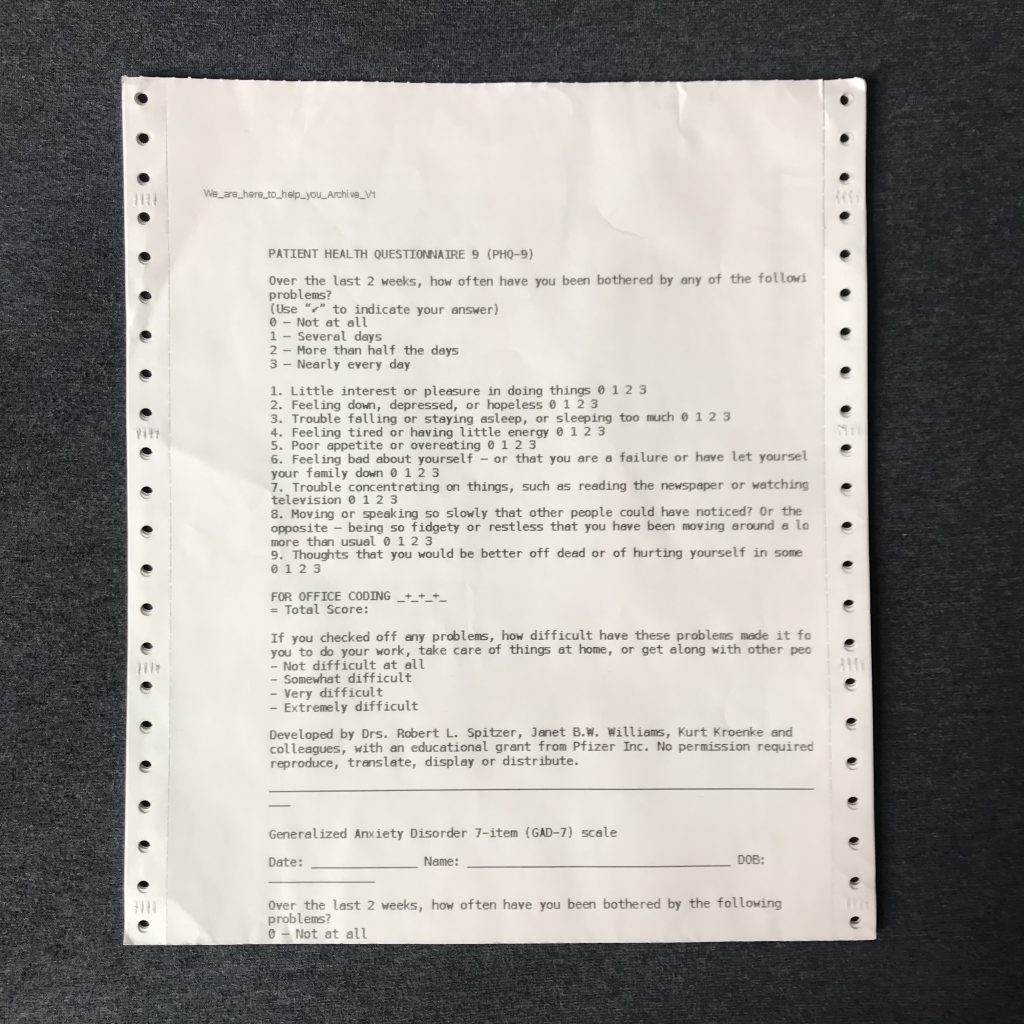 We_are_here_to_help_you_Archive_V1
PATIENT HEALTH QUESTIONNAIRE 9 (PHQ-9)
Over the last 2 weeks, how often have you been bothered by any of the followi
problems?
(Use “✔” to indicate your answer)
0 – Not at all
1 – Several days
2 – More than half the days
3 – Nearly every day
1. Little interest or pleasure in doing things 0 1 2 3
2. Feeling down, depressed, or hopeless 0 1 2 3
3. Trouble falling or staying asleep, or sleeping too much 0 1 2 3
4. Feeling tired or having little energy 0 1 2 3
5. Poor appetite or overeating 0 1 2 3
6. Feeling bad about yourself – or that you are a failure or have let yoursel
your family down 0 1 2 3
7. Trouble concentrating on things, such as reading the newspaper or watching
television 0 1 2 3
8. Moving or speaking so slowly that other people could have noticed? Or the
opposite – being so fidgety or restless that you have been moving around a lo
more than usual 0 1 2 3
9. Thoughts that you would be better off dead or of hurting yourself in some
0 1 2 3
FOR OFFICE CODING _+_+_+_
= Total Score:
If you checked off any problems, how difficult have these problems made it fo
you to do your work, take care of things at home, or get along with other peo
– Not difficult at all
– Somewhat difficult
– Very difficult
– Extremely difficult
Developed by Drs. Robert L. Spitzer, Janet B.W. Williams, Kurt Kroenke and
colleagues, with an educational grant from Pfizer Inc. No permission required
reproduce, translate, display or distribute.
Generalized Anxiety Disorder 7-item (GAD-7) scale
Date: _______________ Name: _____________________________________ DOB:
_______________
Over the last 2 weeks, how often have you been bothered by the following
problems?
0 – Not at all